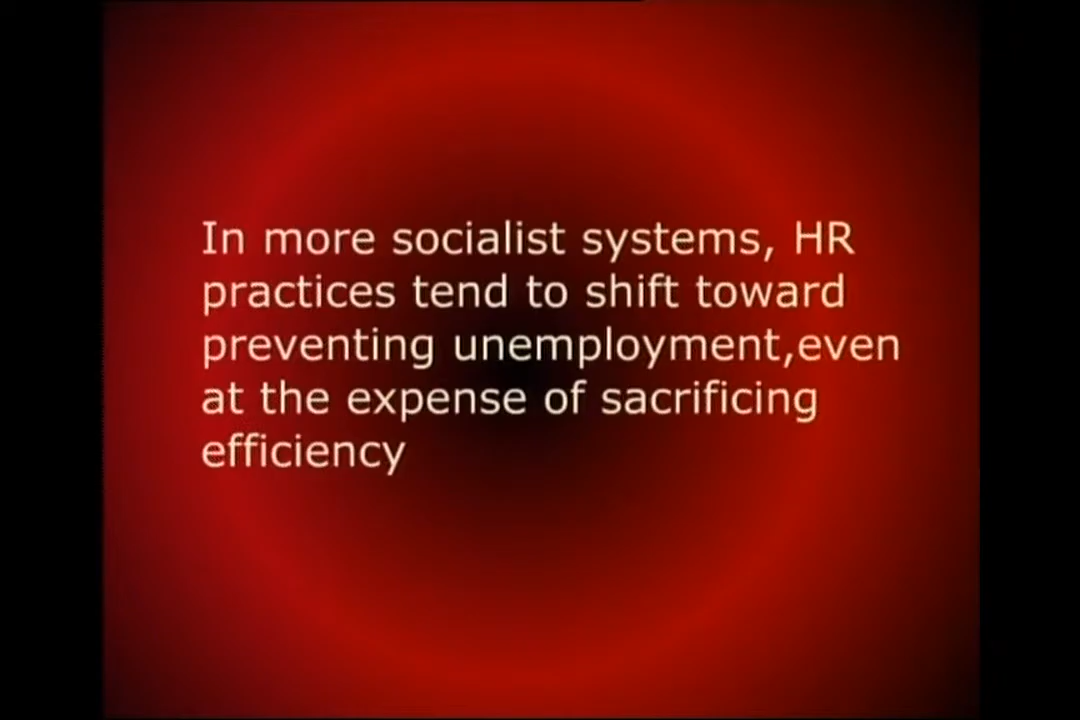 In more socialist systems, HR
practices tend to shift toward
preventing unemployment,even
at the expense of sacrificing
efficiency